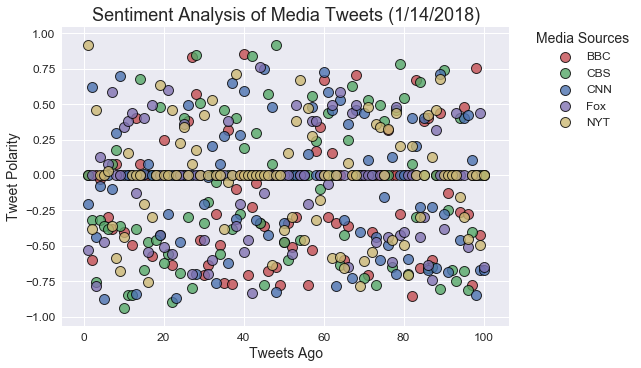 Sentiment Analysis of Media Tweets (1/14/2018)
Media Sources
BBC
CBS
CNN
Fox
NYT
Tweet Polarity
1.00
0.75
0.50
0.25
0.00
−0.25
−0.50
−0.75
−1.00
0 20 40 60 80 100
Tweets Ago